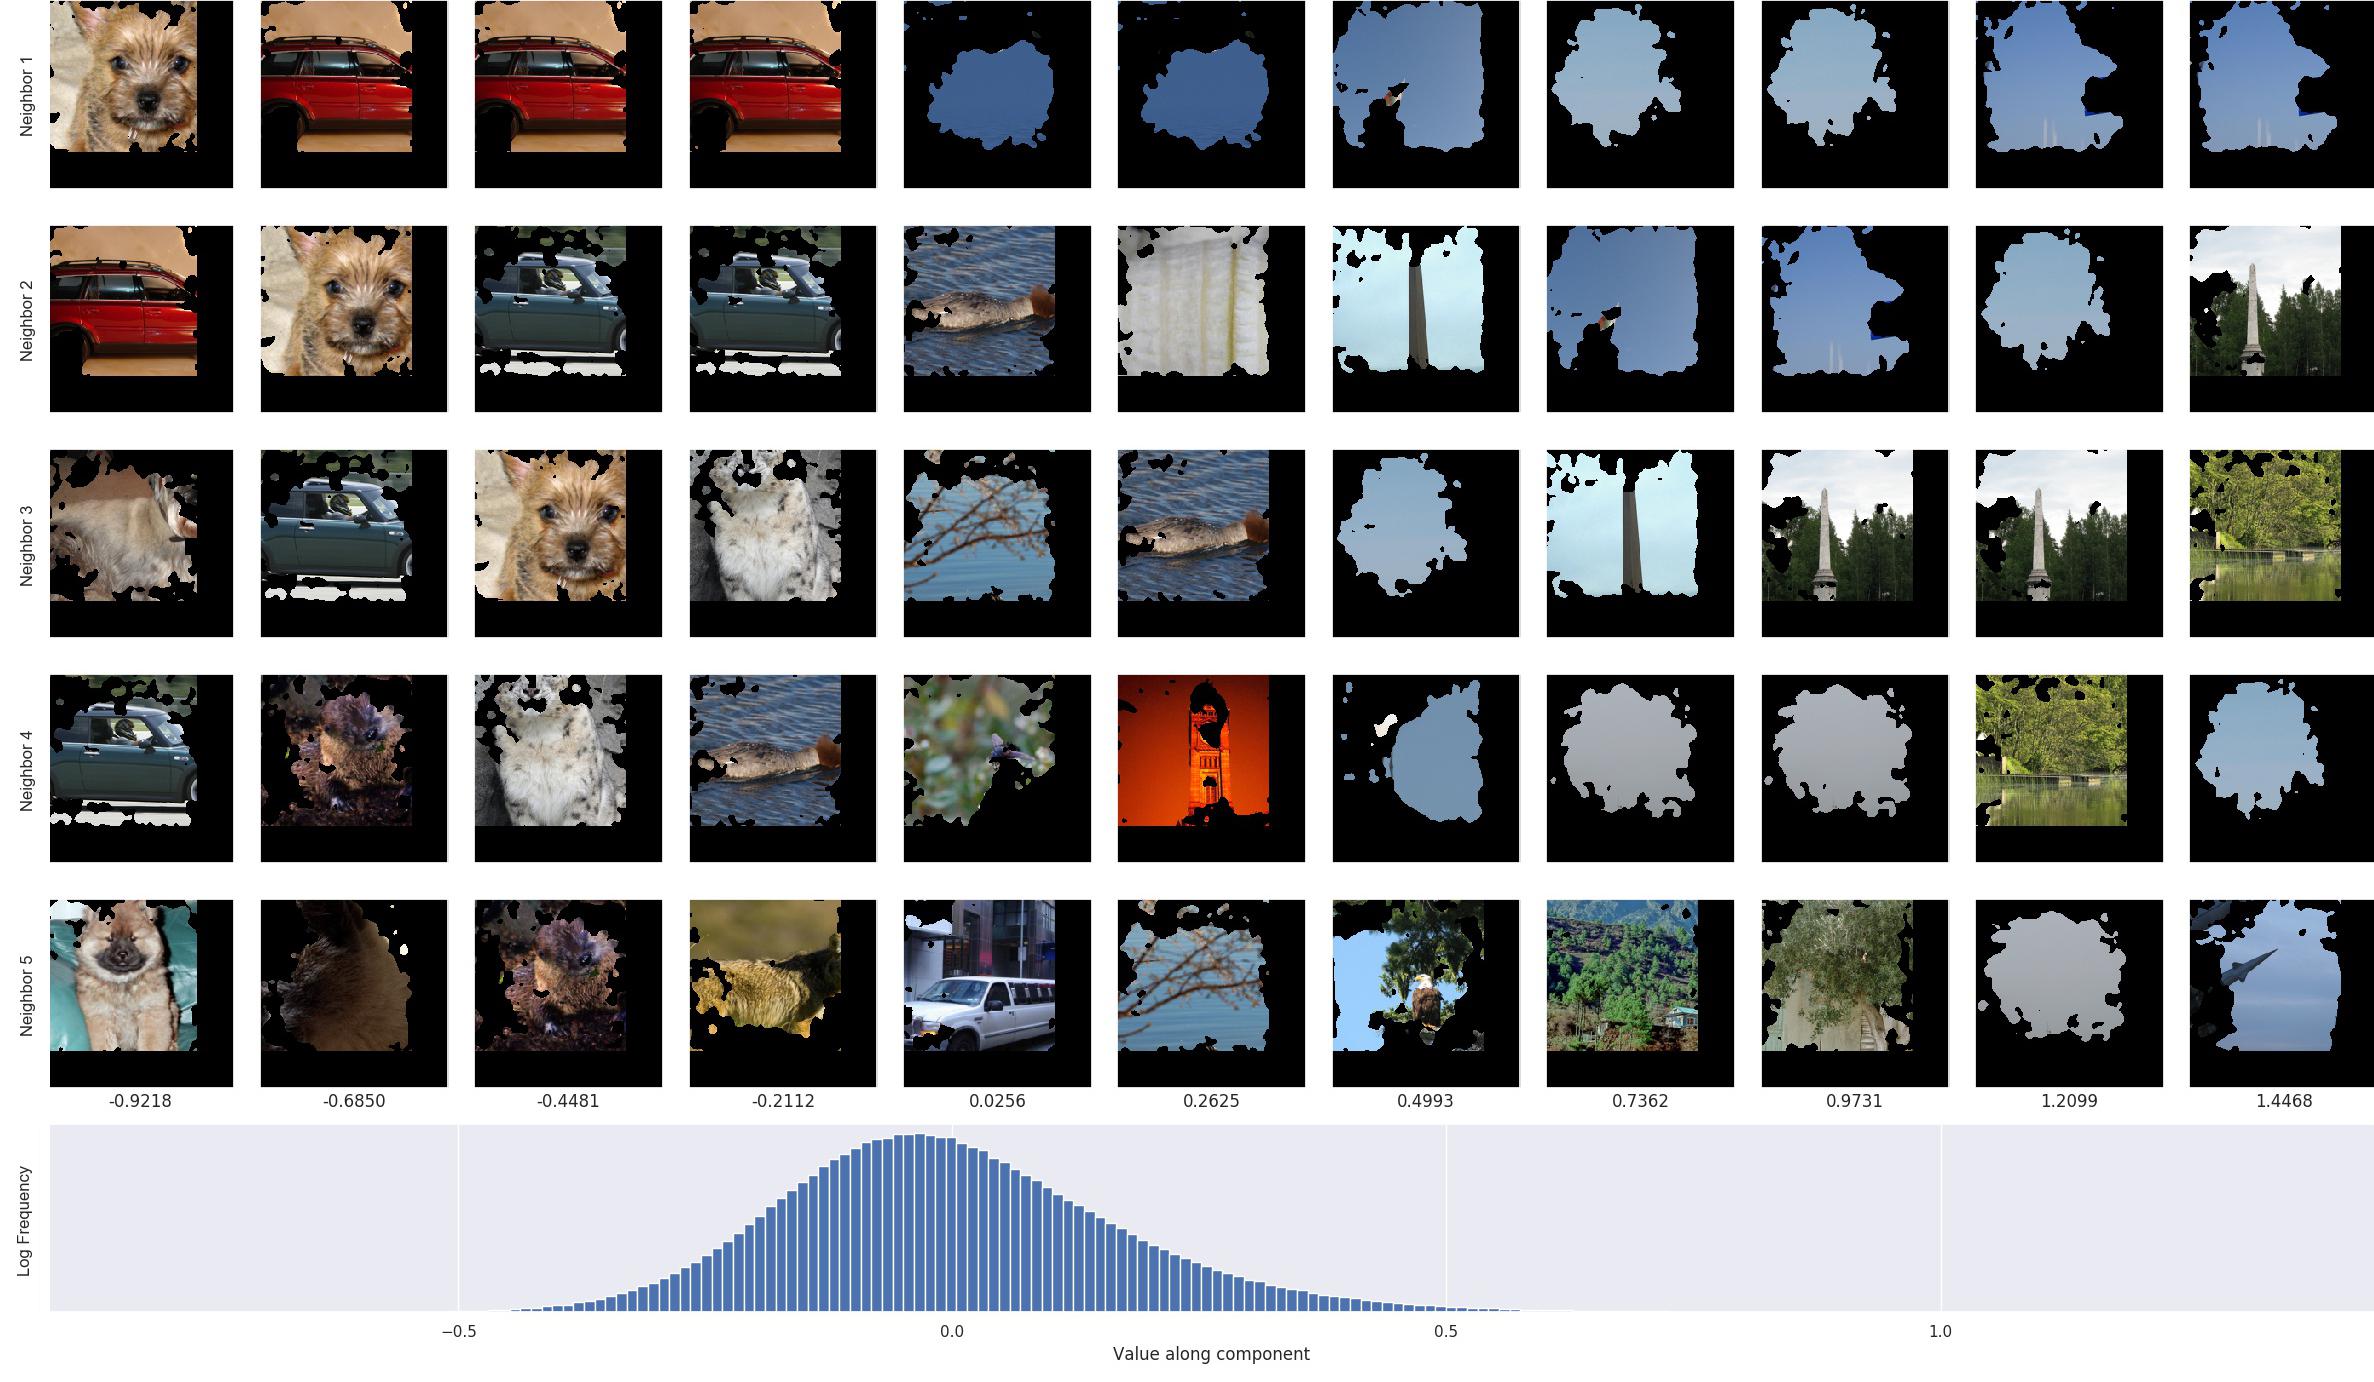 Neighbor 1
Neighbor 2
Neighbor 3
Neighbor 4
Neighbor 5
-0.9218 -0.6850 -0.4481 -0.2112 0.0256 0.2625 0.4993 0.7362 0.9731 1.2099 1.4468
Log Frequency
−0.5 0.0 0.5 1.0
Value along component